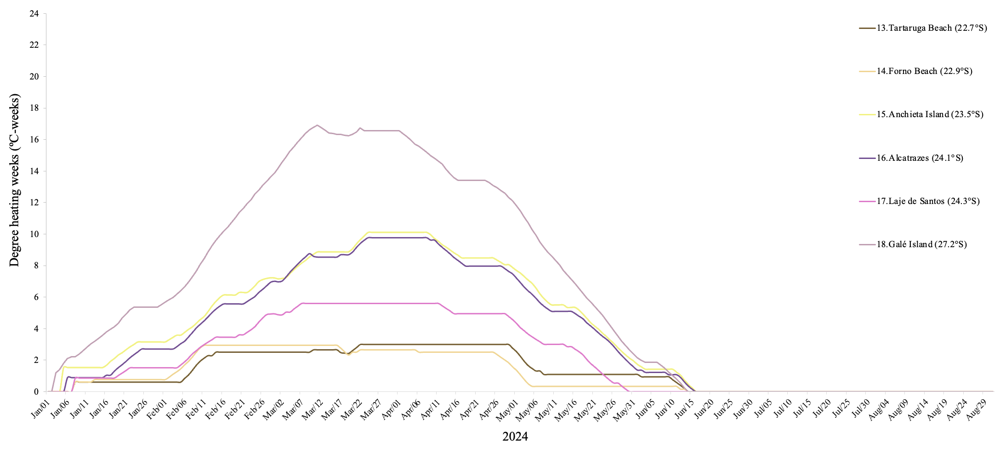 24
22
20
18
16
14
12
10
8
6
4
2
0
Degree heating weeks (ºC-weeks)
13.Tartaruga Beach (22.7°S)
14.Forno Beach (22.9°S)
15.Anchieta Island (23.5°S)
16.Alcatrazes (24.1°S)
17.Laje de Santos (24.3°S)
18.Galé Island (27.2°S)
Jan/01
Jan/06
Jan/11
Jan/16
Jan/21
Jan/26
Feb/01
Feb/06
Feb/11
Feb/16
Feb/21
Feb/26
Mar/02
Mar/07
Mar/12
Mar/17
Mar/22
Mar/27
Apr/01
Apr/06
Apr/11
Apr/16
Apr/21
Apr/26
May/01
May/06
May/11
May/16
May/21
May/26
May/31
Jun/05
Jun/10
Jun/15
Jun/20
Jun/25
Jun/30
Jul/05
Jul/10
Jul/15
Jul/20
Jul/25
Jul/30
Aug/04
Aug/09
Aug/14
Aug/19
Aug/24
Aug/29
2024